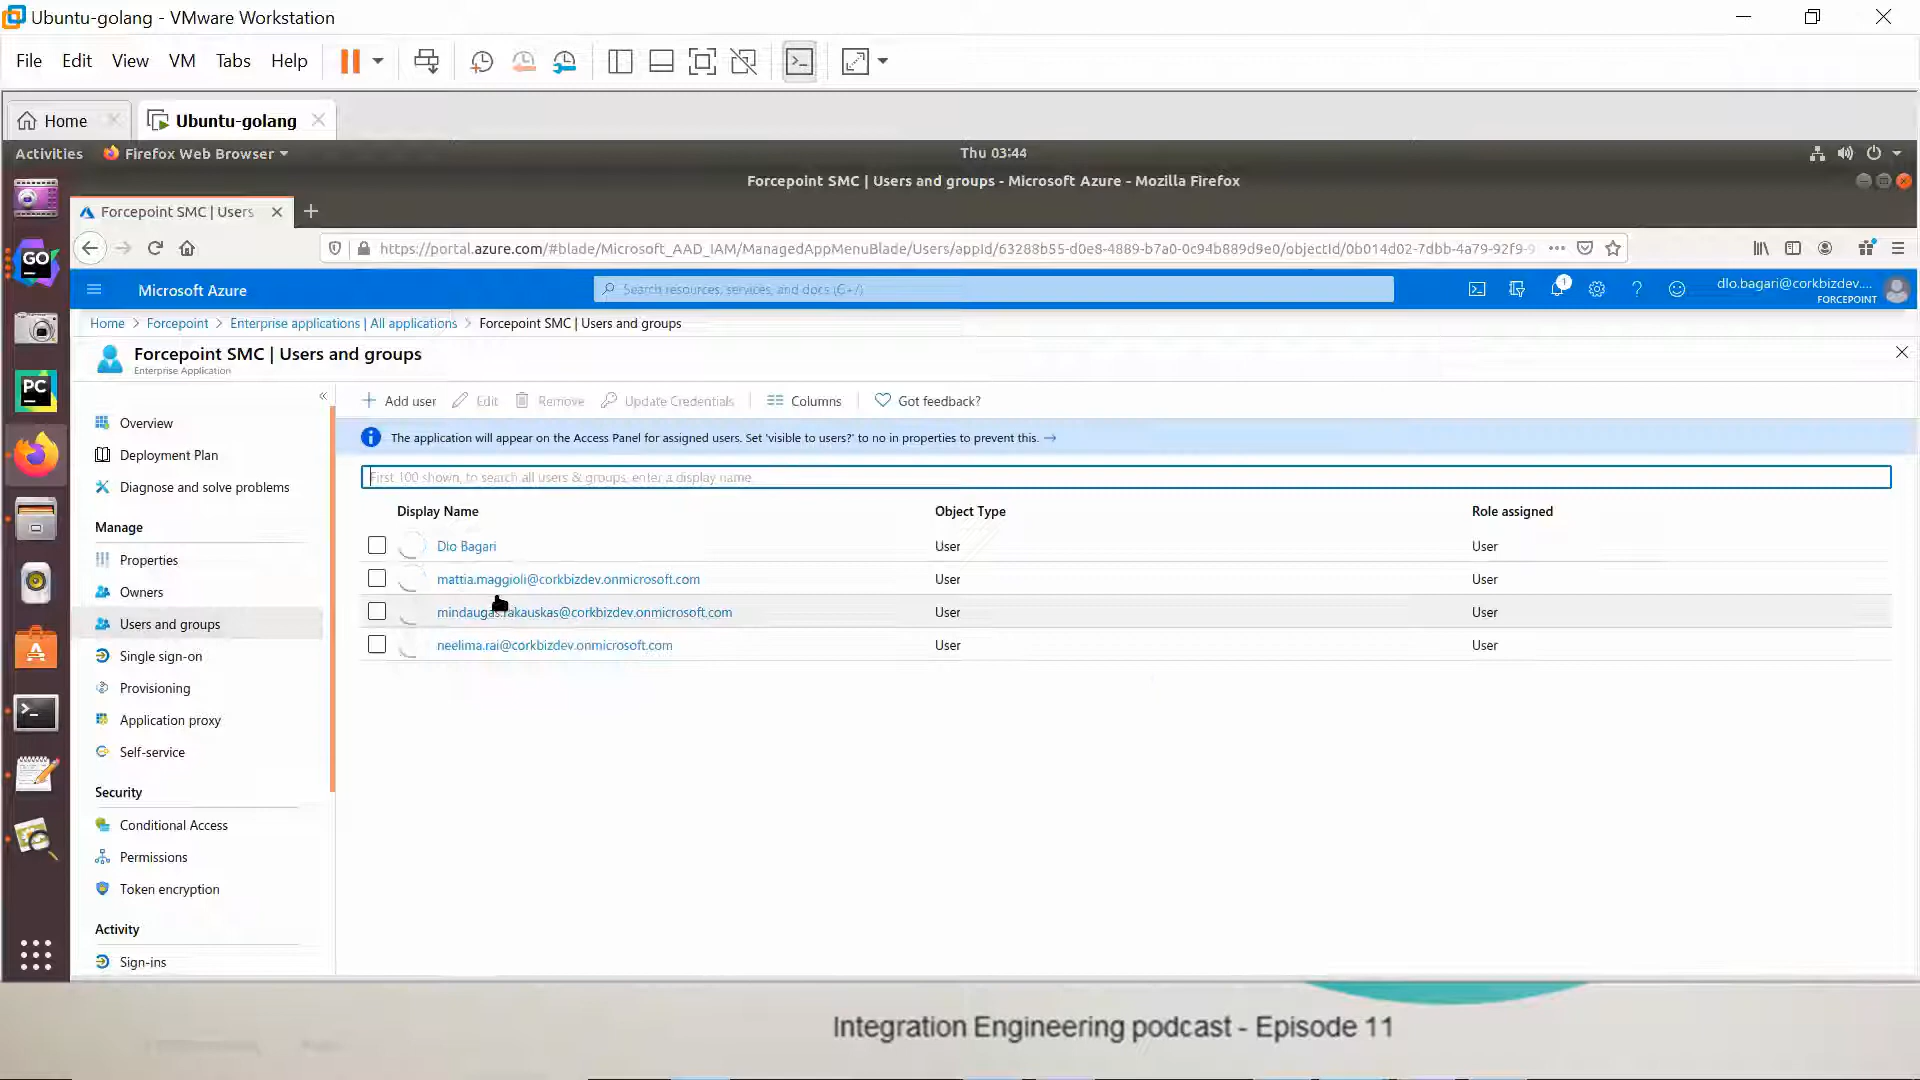 Ubuntu-golang - VMware Workstation
File Edit View VM Tabs Help
Home Ubuntu-golang
Activities Firefox Web Browser Thu 03:44
Forcepoint SMC | Users and groups - Microsoft Azure - Mozilla Firefox
Forcepoint SMC | Users
https://portal.azure.com/#blade/Microsoft_AAD_IAM/ManagedAppMenuBlade/Users/appId/63288b55-d0e8-4889-b7a0-0c94b889d9e0/objectId/0b014d02-7dbb-4a79-92f9-9
GO
PC
Microsoft Azure
Search resources, services, and docs (G+/)
1
dlo.bagari@corkbizdev....
FORCEPOINT
Home > Forcepoint > Enterprise applications | All applications > Forcepoint SMC | Users and groups
Forcepoint SMC | Users and groups
Enterprise Application
Overview
Deployment Plan
Diagnose and solve problems
Manage
Properties
Owners
Users and groups
Single sign-on
Provisioning
Application proxy
Self-service
Security
Conditional Access
Permissions
Token encryption
Activity
Sign-ins
Add user Edit Remove Update Credentials Columns Got feedback?
The application will appear on the Access Panel for assigned users. Set 'visible to users?' to no in properties to prevent this. →
First 100 shown, to search all users & groups, enter a display name.
Display Name Object Type Role assigned
Dlo Bagari User User
mattia.maggioli@corkbizdev.onmicrosoft.com User User
mindaugas.rakauskas@corkbizdev.onmicrosoft.com User User
neelima.rai@corkbizdev.onmicrosoft.com User User
Integration Engineering podcast - Episode 11